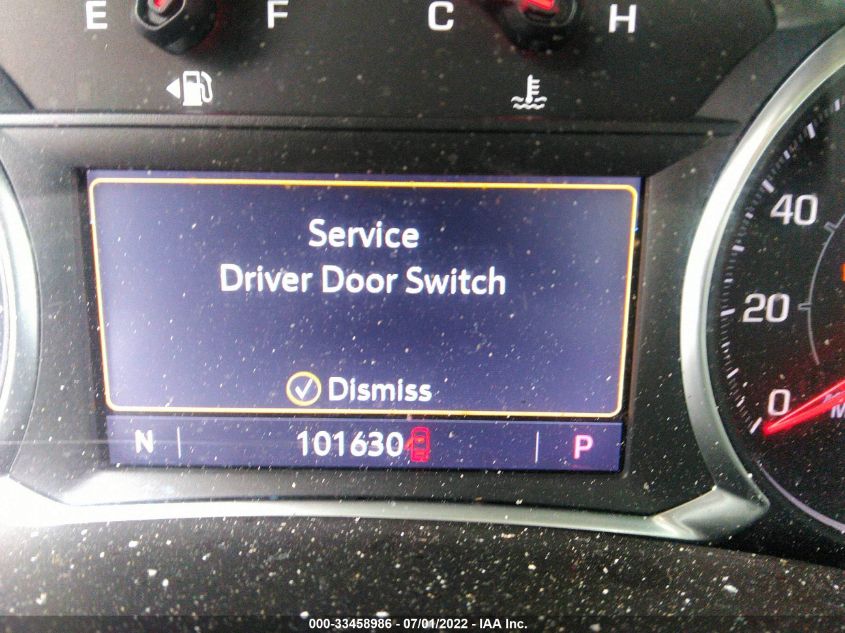 E F C H
Service
Driver Door Switch
Dismiss
N 101630 P
40
20
0
000-33458986 - 07/01/2022 - IAA Inc.